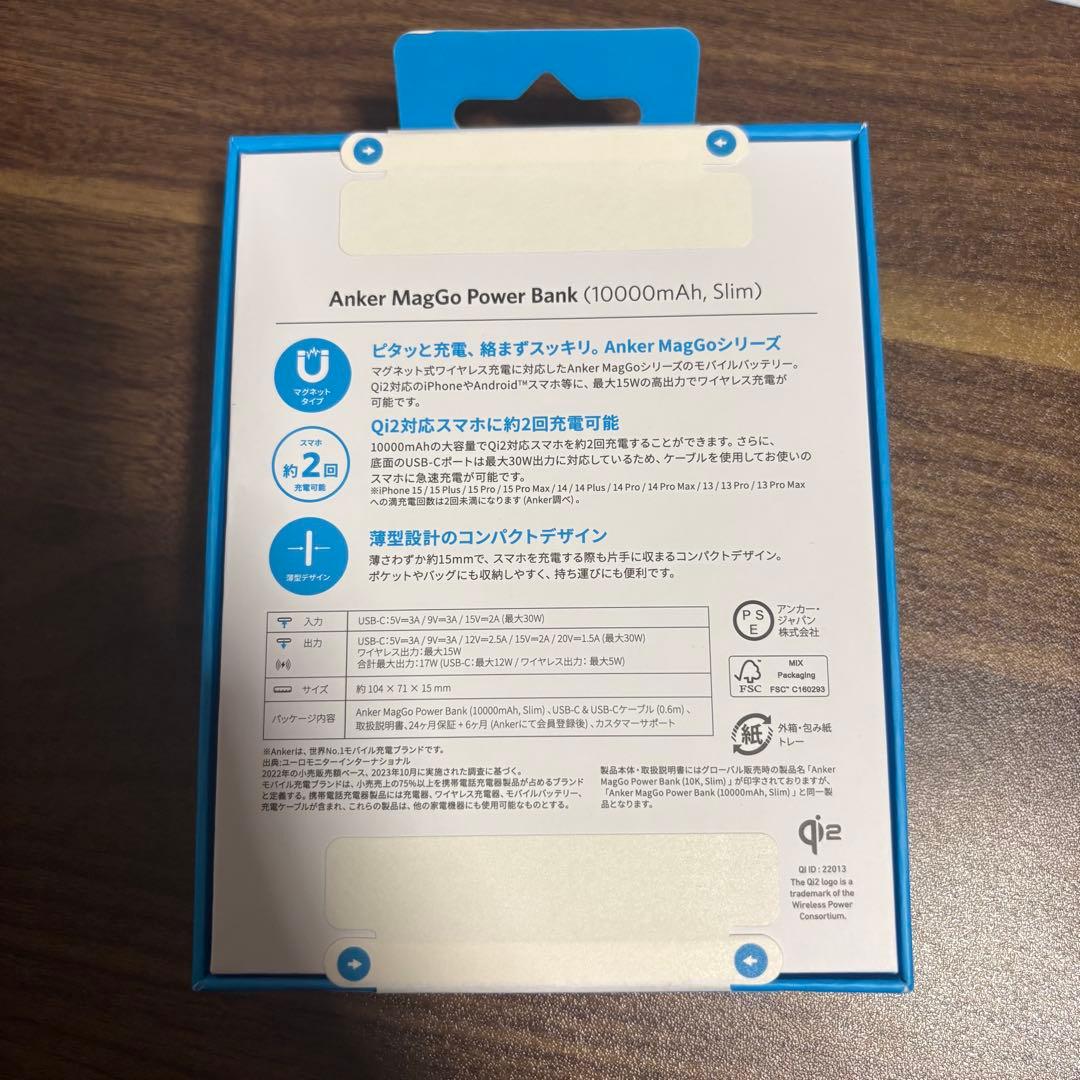 Anker MagGo Power Bank (10000mAh, Slim)
マグネット
タイプ
ピタッと充電、絡まずスッキリ。Anker MagGoシリーズ
マグネット式ワイヤレス充電に対応したAnker MagGoシリーズのモバイルバッテリー。
Qi2対応のiPhoneやAndroid™スマホ等に、最大15Wの高出力でワイヤレス充電が
可能です。
スマホ
約2回
充電可能
Qi2対応スマホに約2回充電可能
10000mAhの大容量でQi2対応スマホを約2回充電することができます。さらに、
底面のUSB-Cポートは最大30W出力に対応しているため、ケーブルを使用してお使いの
スマホに急速充電が可能です。
※iPhone 15 / 15 Plus / 15 Pro / 15 Pro Max / 14 / 14 Plus / 14 Pro / 14 Pro Max / 13 / 13 Pro / 13 Pro Max
への満充電回数は2回未満になります (Anker調べ) 。
薄型デザイン
薄型設計のコンパクトデザイン
薄さわずか約15mmで、スマホを充電する際も片手に収まるコンパクトデザイン。
ポケットやバッグにも収納しやすく、持ち運びにも便利です。
入力
USB-C:5V⎓3A / 9V⎓3A / 15V⎓2A (最大30W)
出力
USB-C:5V⎓3A / 9V⎓3A / 12V⎓2.5A / 15V⎓2A / 20V⎓1.5A (最大30W)
ワイヤレス出力:最大15W
合計最大出力:17W (USB-C:最大12W / ワイヤレス出力: 最大5W)
サイズ
約 104 × 71 × 15 mm
パッケージ内容
Anker MagGo Power Bank (10000mAh, Slim) 、USB-C & USB-Cケーブル (0.6m) 、
取扱説明書、24ヶ月保証 + 6ヶ月 (Ankerにて会員登録後) 、カスタマーサポート
P S
E
アンカー・
ジャパン
株式会社
FSC
MIX
Packaging
FSC™ C160293
紙
外箱・包み紙
トレー
※Ankerは、世界No.1モバイル充電ブランドです。
出典:ユーロモニターインターナショナル
2022年の小売販売額ベース、2023年10月に実施された調査に基づく。
モバイル充電ブランドは、小売売上の75%以上を携帯電話充電器製品が占めるブランド
と定義する。携帯電話充電器製品には充電器、ワイヤレス充電器、モバイルバッテリー、
充電ケーブルが含まれ、これらの製品は、他の家電機器にも使用可能なものとする。
製品本体・取扱説明書にはグローバル販売時の製品名「Anker
MagGo Power Bank (10K, Slim) 」が印字されておりますが、
「Anker MagGo Power Bank (10000mAh, Slim) 」と同一製
品となります。
qi2
QI ID : 22013
The Qi2 logo is a
trademark of the
Wireless Power
Consortium.